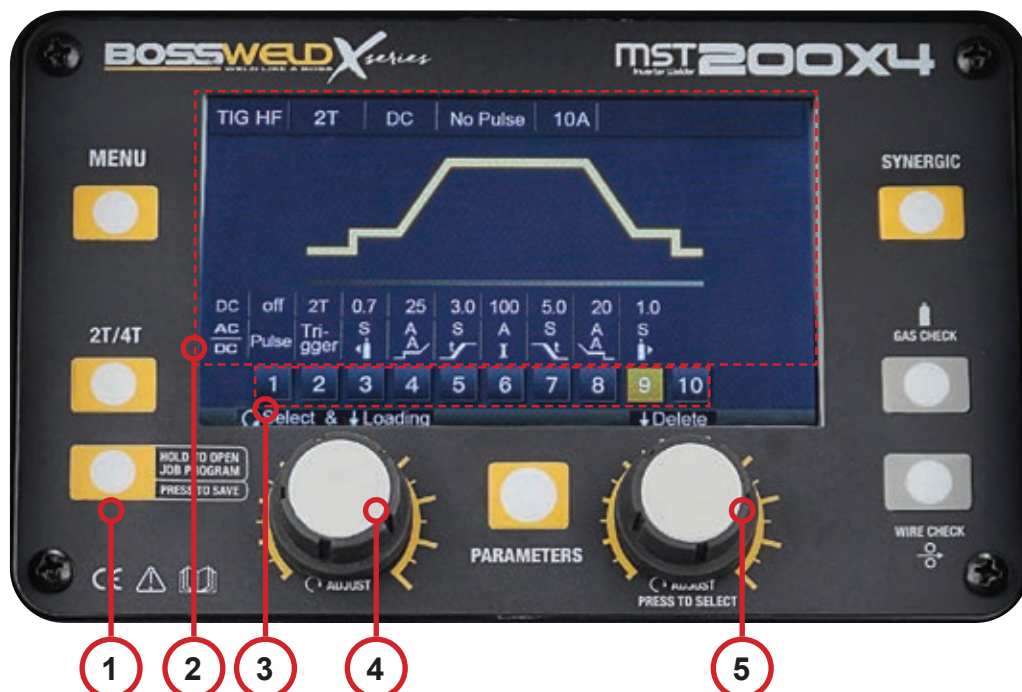 BOSSWELD X series
WELD LIKE A BOSS
MST 200X4
Inverter Welder
TIG HF 2T DC No Pulse 10A
MENU
SYNERGIC
DC off 2T 0.7 25 3.0 100 5.0 20 1.0
AC
DC Pulse Tri-
gger S A S A S A S
A t I t A
2T/4T
GAS CHECK
1 2 3 4 5 6 7 8 9 10
Select & Loading Delete
HOLD TO OPEN
JOB PROGRAM
PRESS TO SAVE
WIRE CHECK
PARAMETERS
CE
ADJUST
ADJUST
PRESS TO SELECT
1 2 3 4 5